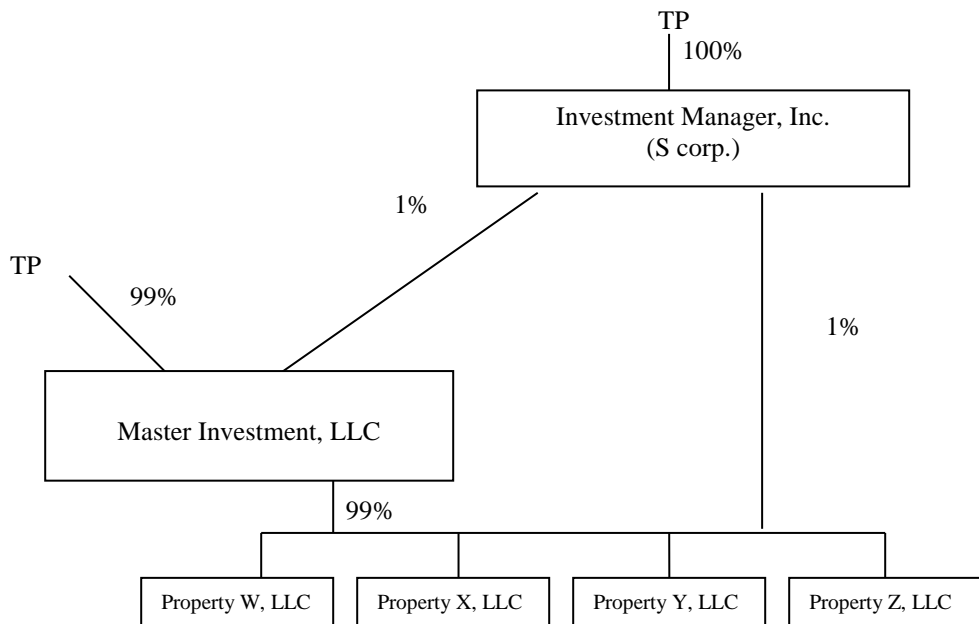 TP
100%
Investment Manager, Inc.
(S corp.)
1%
TP
99%
1%
Master Investment, LLC
99%
Property W, LLC
Property X, LLC
Property Y, LLC
Property Z, LLC